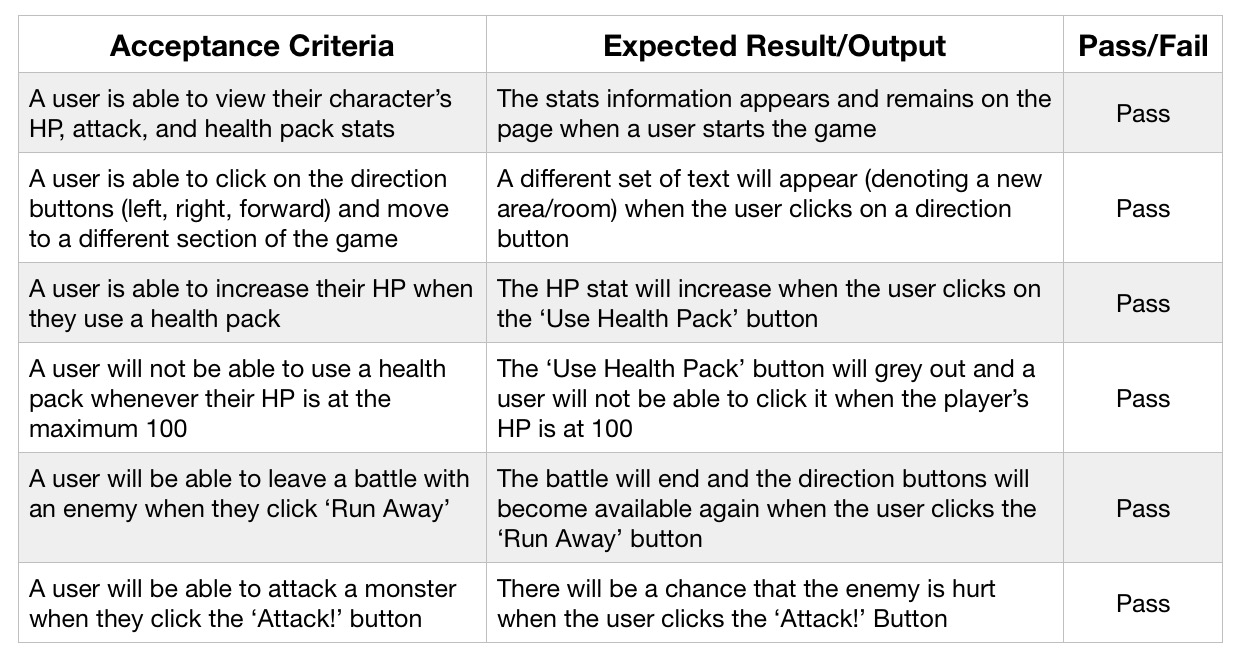 Acceptance Criteria Expected Result/Output Pass/Fail
A user is able to view their character’s
HP, attack, and health pack stats
The stats information appears and remains on the
page when a user starts the game
Pass
A user is able to click on the direction
buttons (left, right, forward) and move
to a different section of the game
A different set of text will appear (denoting a new
area/room) when the user clicks on a direction
button
Pass
A user is able to increase their HP when
they use a health pack
The HP stat will increase when the user clicks on
the ‘Use Health Pack’ button
Pass
A user will not be able to use a health
pack whenever their HP is at the
maximum 100
The ‘Use Health Pack’ button will grey out and a
user will not be able to click it when the player’s
HP is at 100
Pass
A user will be able to leave a battle with
an enemy when they click ‘Run Away’
The battle will end and the direction buttons will
become available again when the user clicks the
‘Run Away’ button
Pass
A user will be able to attack a monster
when they click the ‘Attack!’ button
There will be a chance that the enemy is hurt
when the user clicks the ‘Attack!’ Button
Pass